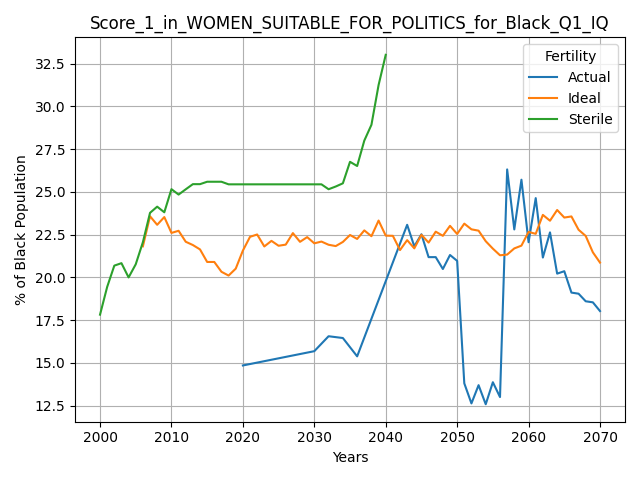 Score_1_in_WOMEN_SUITABLE_FOR_POLITICS_for_Black_Q1_IQ
Fertility
Actual
Ideal
Sterile
% of Black Population
32.5
30.0
27.5
25.0
22.5
20.0
17.5
15.0
12.5
2000 2010 2020 2030 2040 2050 2060 2070
Years